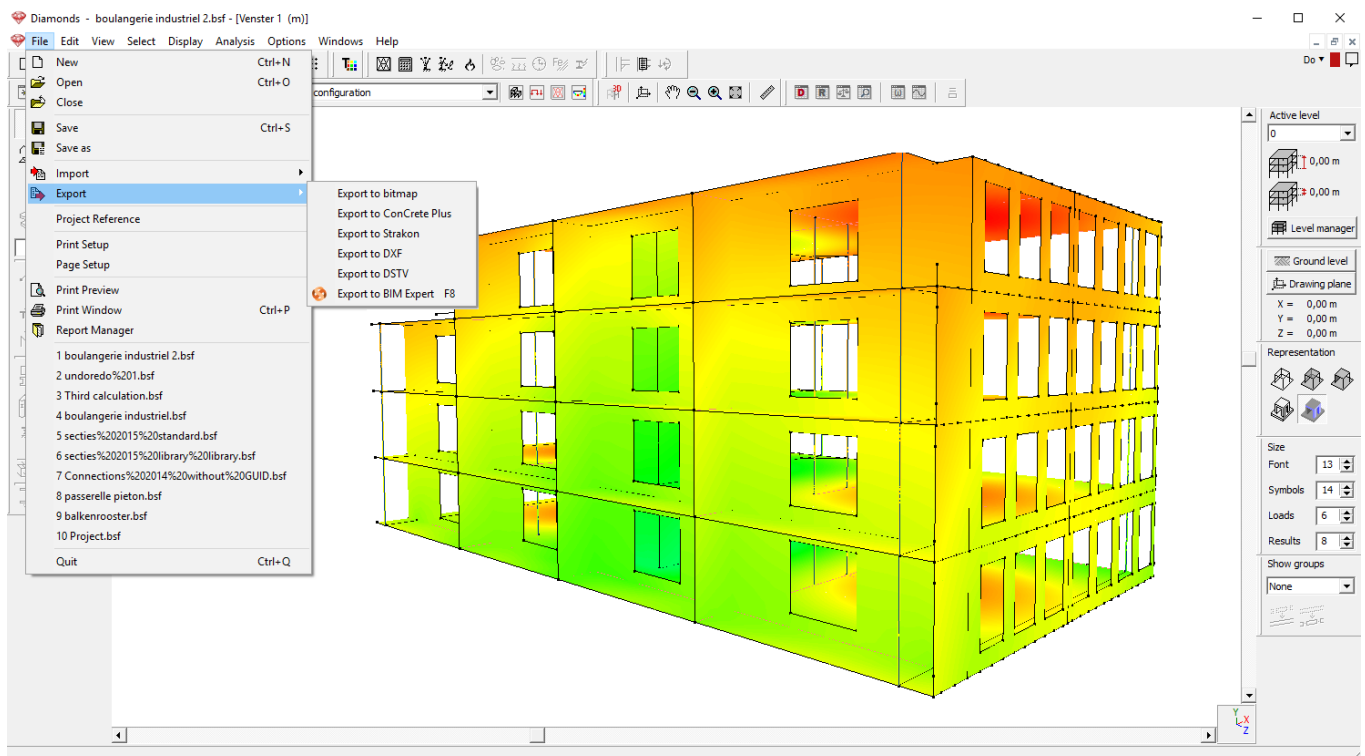 Diamonds - boulangerie industriel 2.bsf - [Venster 1 (m)]
File Edit View Select Display Analysis Options Windows Help
Do
New Ctrl+N
Open Ctrl+O
Close
Save Ctrl+S
Save as
Import
Export
Project Reference
Print Setup
Page Setup
Print Preview
Print Window Ctrl+P
Report Manager
1 boulangerie industriel 2.bsf
2 undoredo%201.bsf
3 Third calculation.bsf
4 boulangerie industriel.bsf
5 secties%202015%20standard.bsf
6 secties%202015%20library%20library.bsf
7 Connections%202014%20without%20GUID.bsf
8 passerelle pieton.bsf
9 balkenrooster.bsf
10 Project.bsf
Quit Ctrl+Q
Export to bitmap
Export to ConCrete Plus
Export to Strakon
Export to DXF
Export to DSTV
Export to BIM Expert F8
configuration
3D
D R
Active level
0
0,00 m
0,00 m
Level manager
Ground level
Drawing plane
X = 0,00 m
Y = 0,00 m
Z = 0,00 m
Representation
Size
Font 13
Symbols 14
Loads 6
Results 8
Show groups
None
Y
X
Z